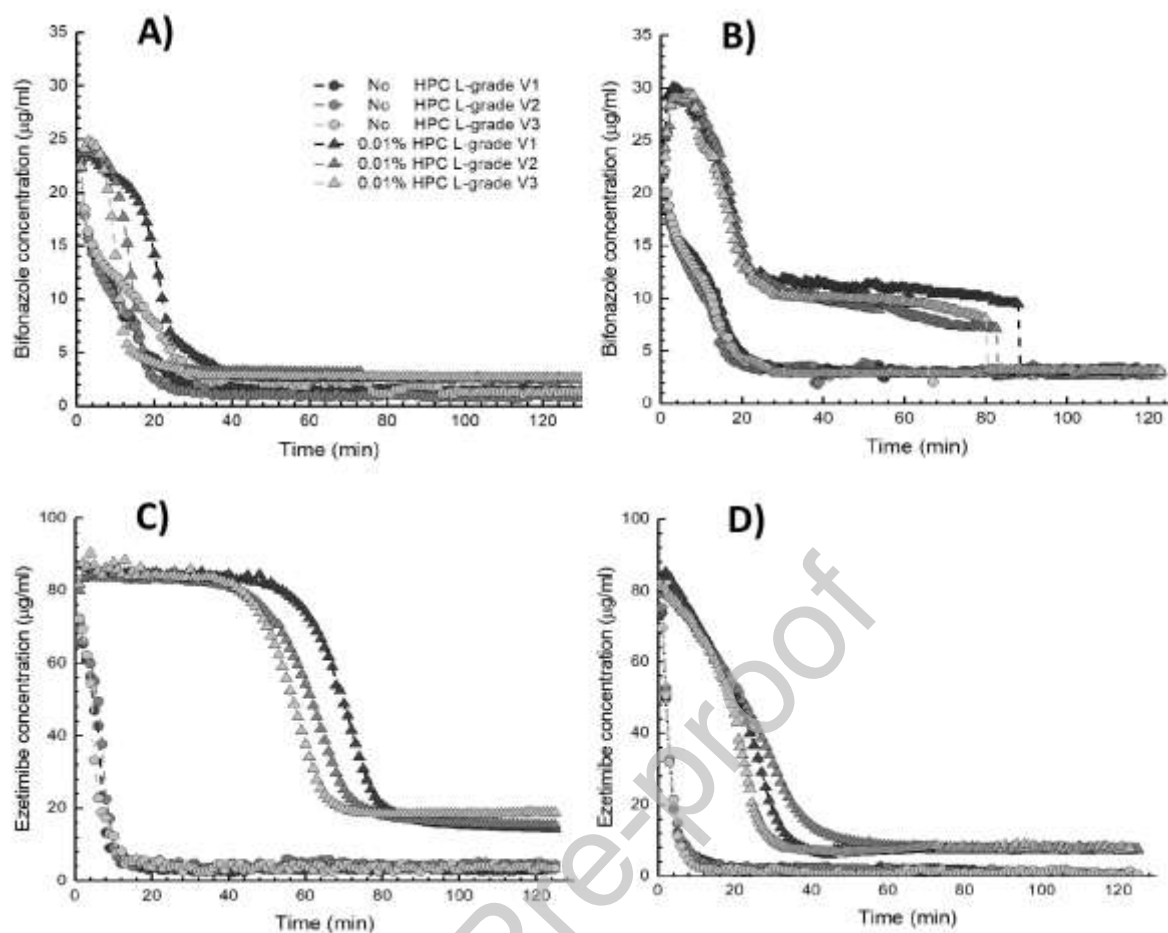 A)
Bifonazole concentration (μg/ml)
35
30
25
20
15
10
5
0
No HPC L-grade V1
No HPC L-grade V2
No HPC L-grade V3
0.01% HPC L-grade V1
0.01% HPC L-grade V2
0.01% HPC L-grade V3
0 20 40 60 80 100 120
Time (min)
B)
Bifonazole concentration (μg/ml)
35
30
25
20
15
10
5
0
0 20 40 60 80 100 120
Time (min)
C)
Ezetimibe concentration (μg/ml)
100
80
60
40
20
0
0 20 40 60 80 100 120
Time (min)
D)
Ezetimibe concentration (μg/ml)
100
80
60
40
20
0
0 20 40 60 80 100 120
Time (min)
Pre-proof